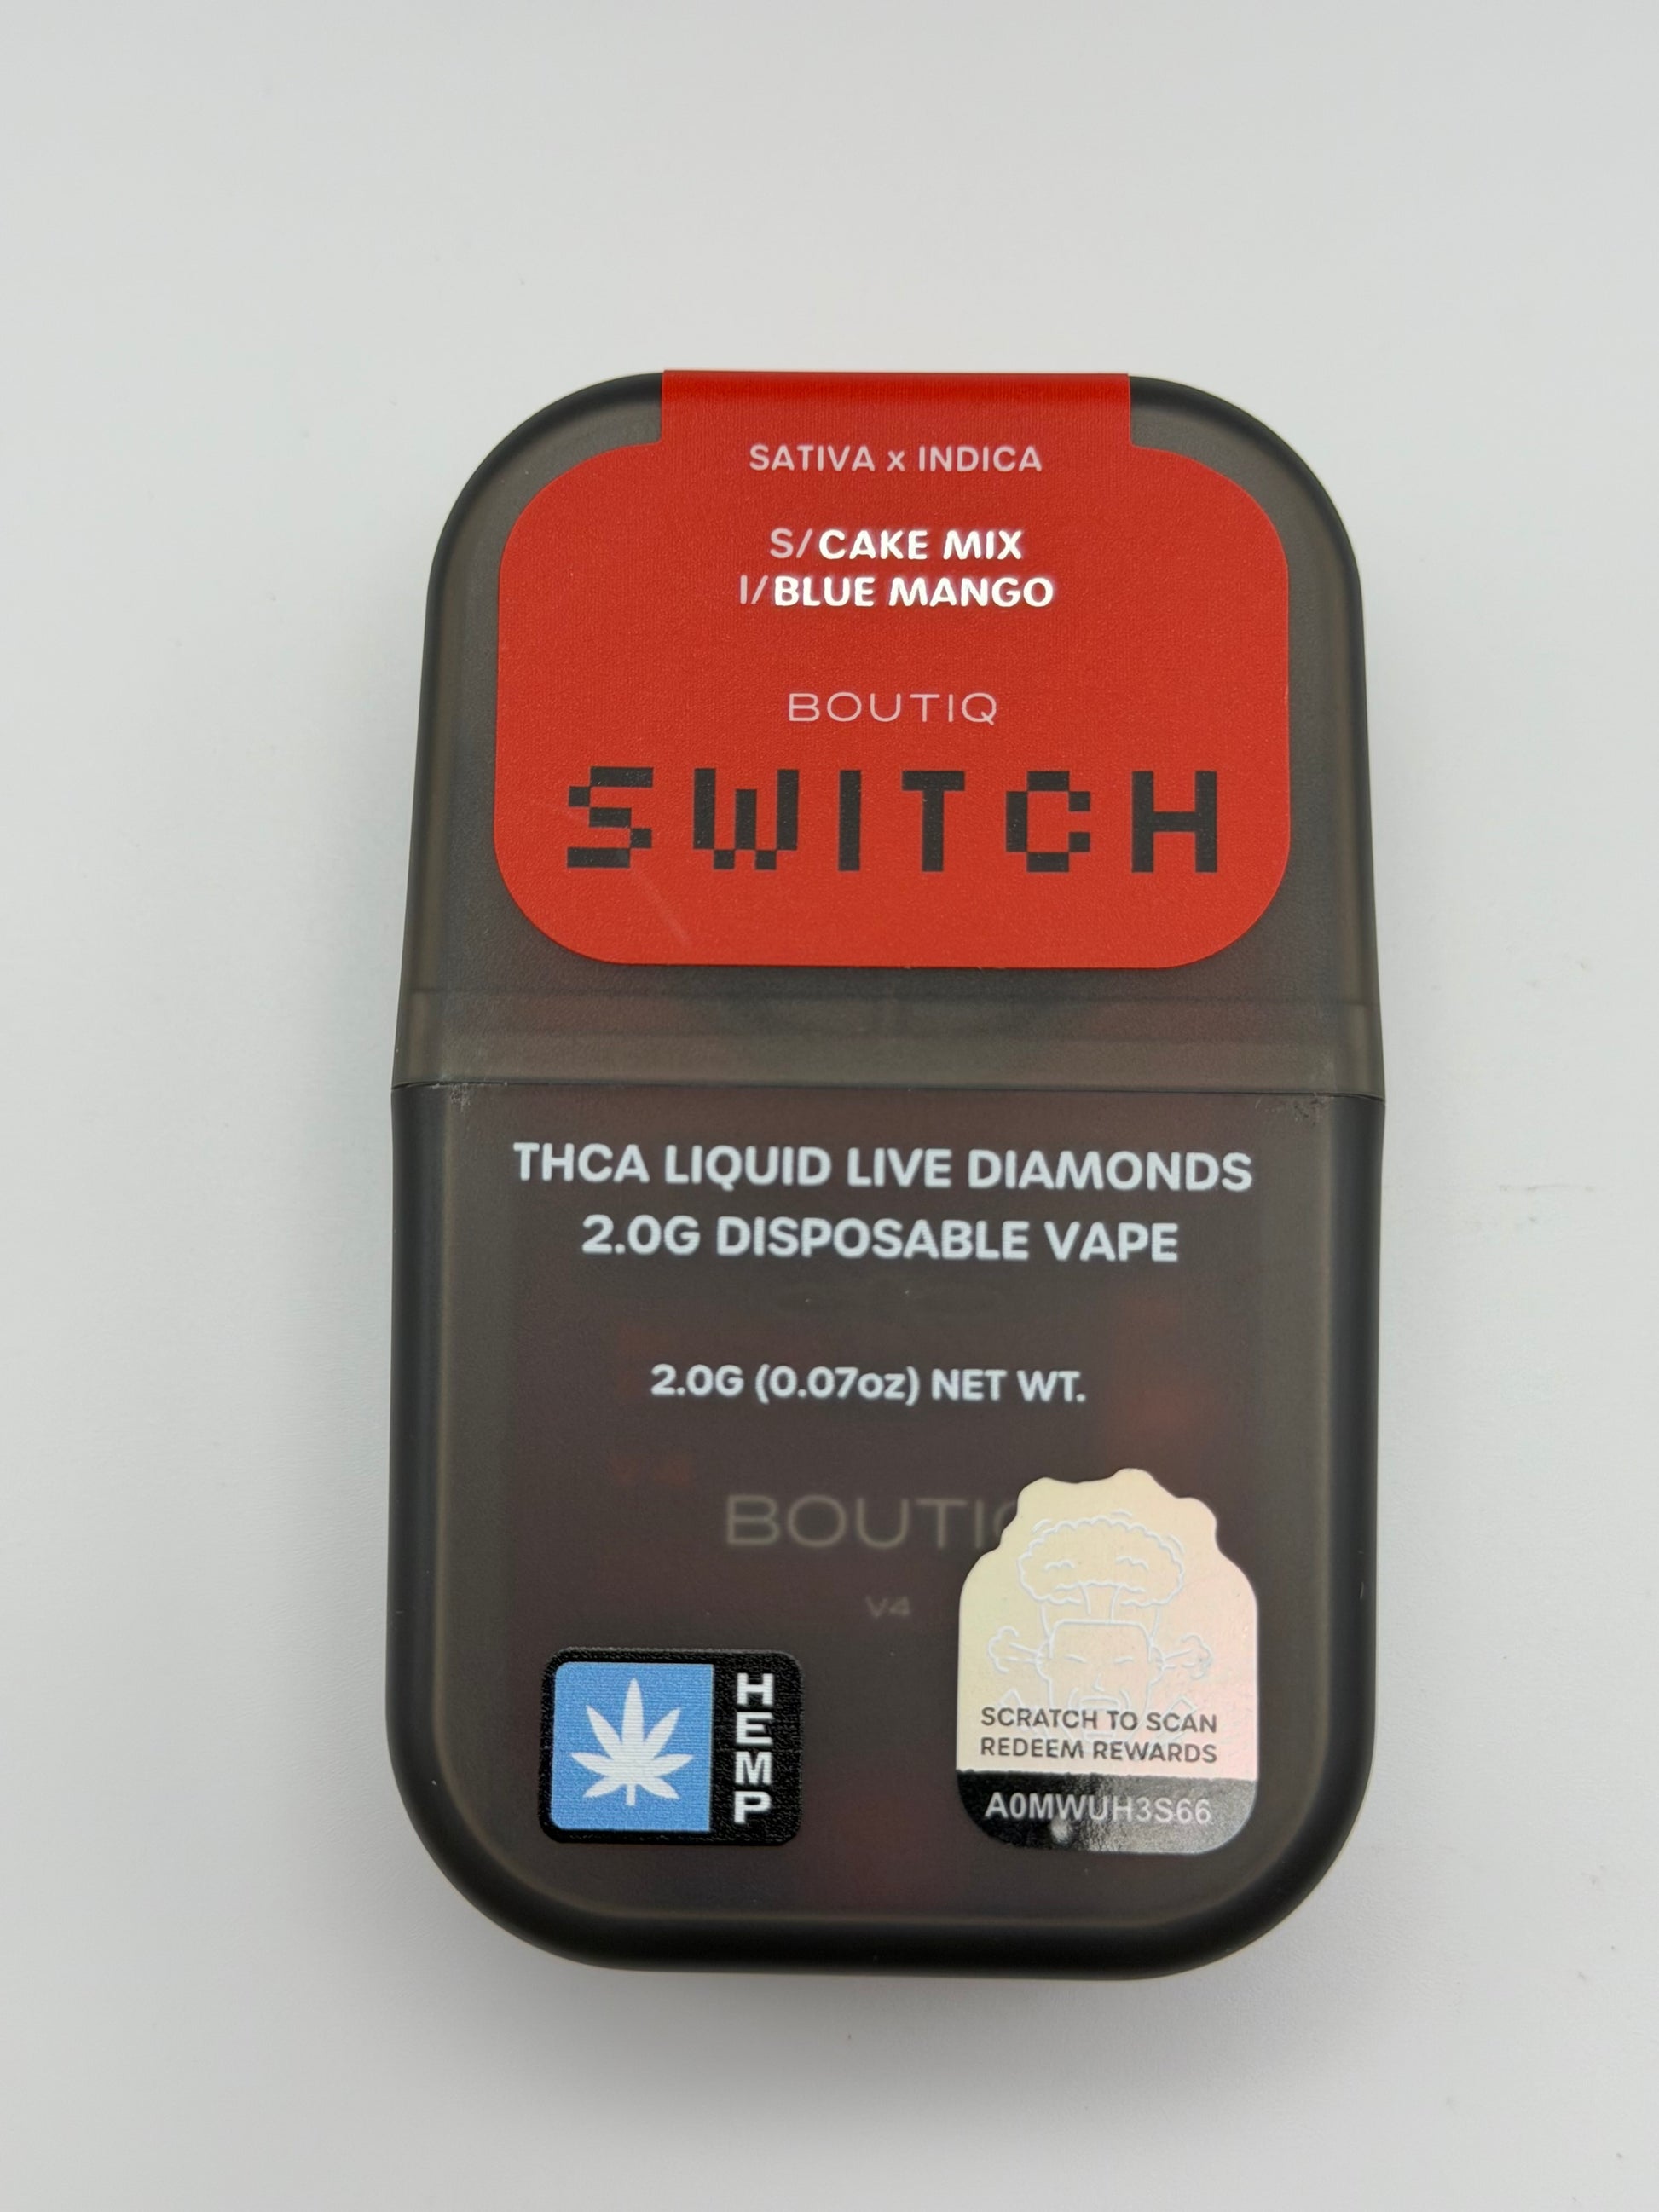 SATIVA x INDICA
S/CAKE MIX
I/BLUE MANGO
BOUTIQ
SWITCH
THCA LIQUID LIVE DIAMONDS
2.0G DISPOSABLE VAPE
2.0G (0.07oz) NET WT.
BOUTIQ
V4
HEMP
SCRATCH TO SCAN
REDEEM REWARDS
A0MWUH3S66